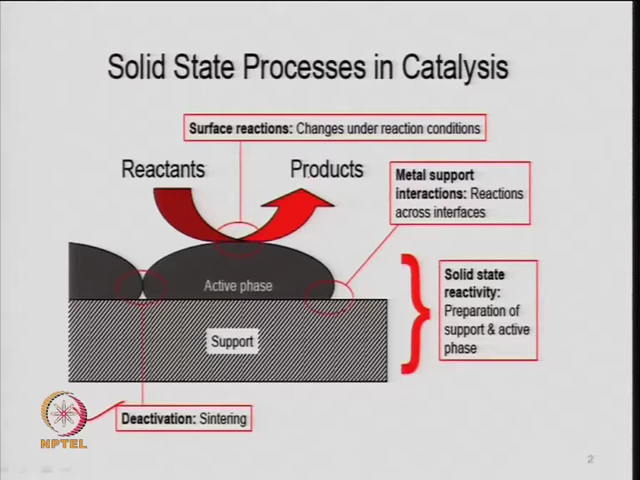 Solid State Processes in Catalysis
Surface reactions: Changes under reaction conditions
Reactants
Products
Metal support
interactions: Reactions
across interfaces
Active phase
Solid state
reactivity:
Preparation of
support & active
phase
Support
Deactivation: Sintering
NPTEL
2